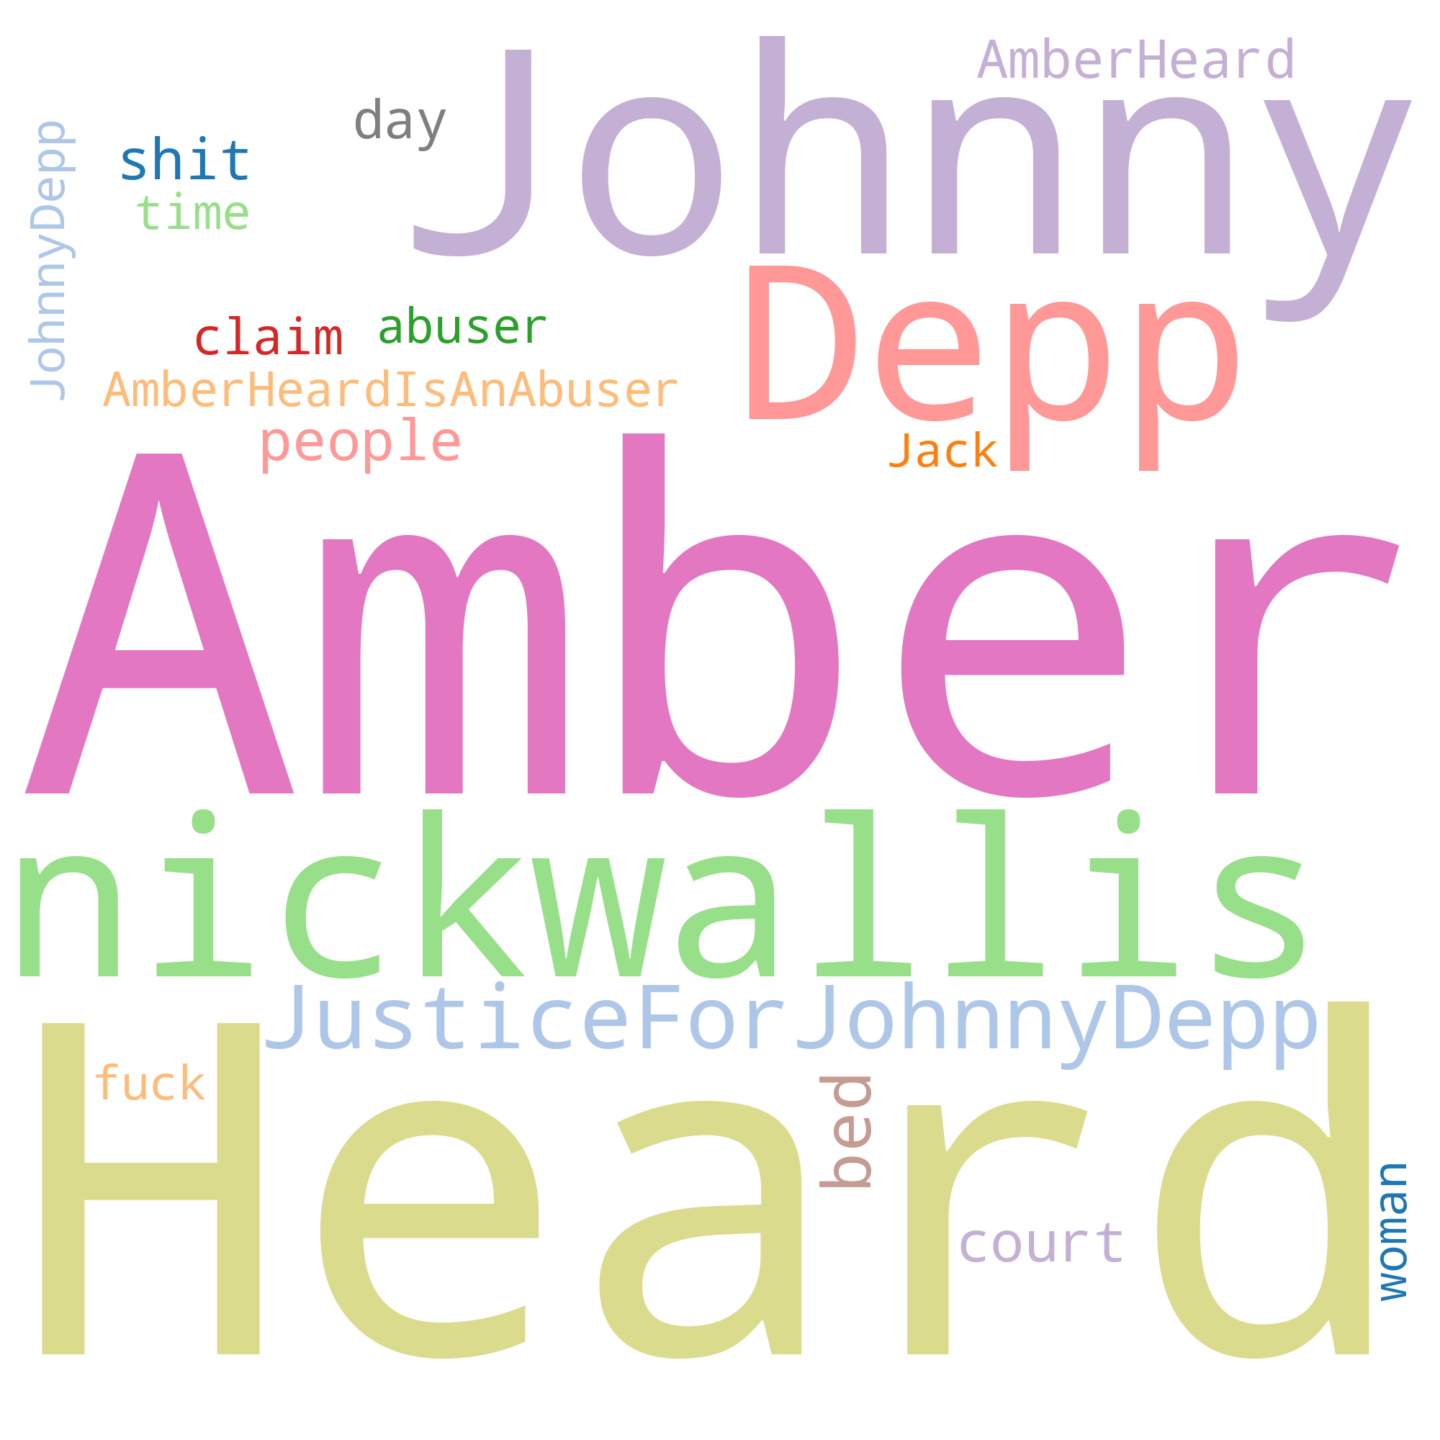 AmberHeard
Johnny
day
JohnnyDepp
shit
time
Depp
claim
abuser
AmberHeardIsAnAbuser
people
Jack
Amber
nickwallis
JusticeForJohnnyDepp
Heard
fuck
bed
court
woman